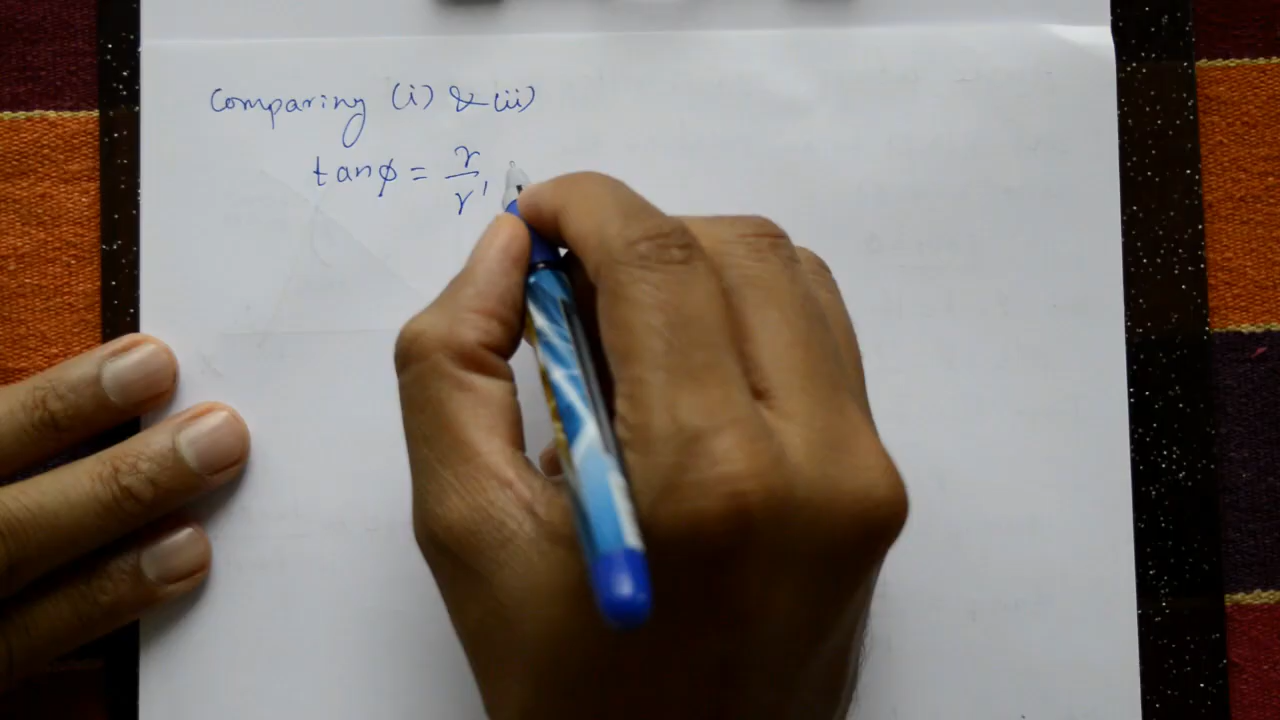 Comparing (i) & (ii)
tanϕ = r/r'